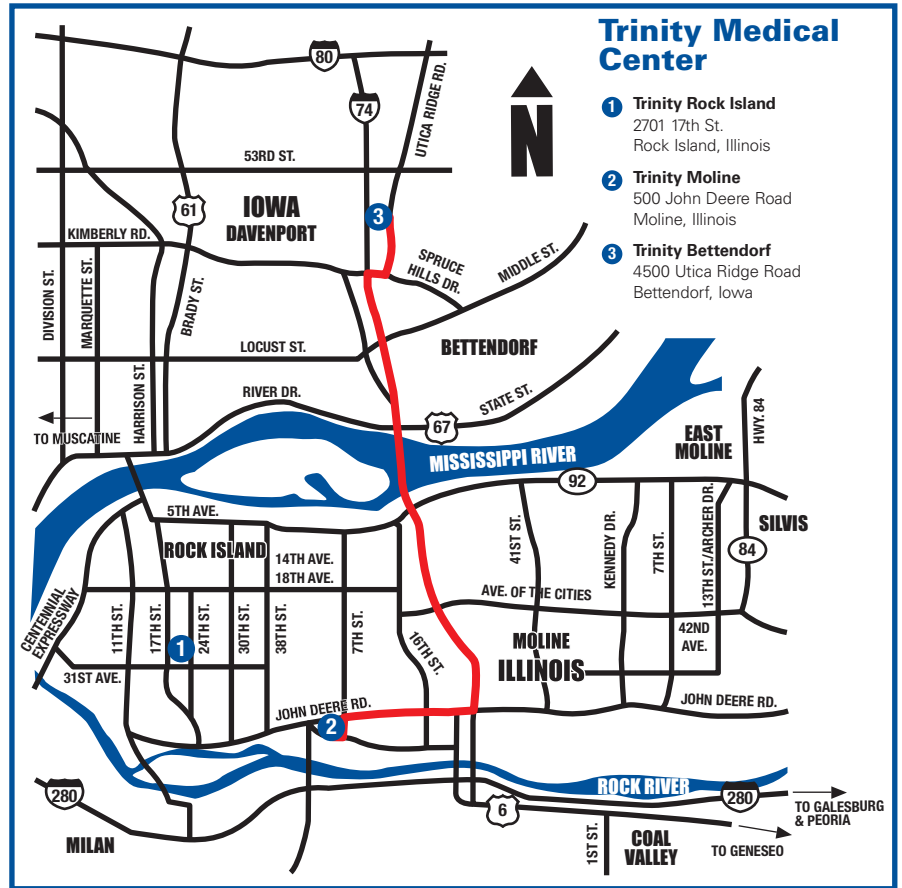 Trinity Medical
Center
1 Trinity Rock Island
2701 17th St.
Rock Island, Illinois
2 Trinity Moline
500 John Deere Road
Moline, Illinois
3 Trinity Bettendorf
4500 Utica Ridge Road
Bettendorf, Iowa
N
80
74
UTICA RIDGE RD.
53RD ST.
61
IOWA
DAVENPORT
3
KIMBERLY RD.
SPRUCE
HILLS DR.
MIDDLE ST.
DIVISION ST.
MARQUETTE ST.
BRADY ST.
LOCUST ST.
BETTENDORF
HARRISON ST.
RIVER DR.
STATE ST.
67
TO MUSCATINE
MISSISSIPPI RIVER
EAST
MOLINE
HWY. 84
92
5TH AVE.
ROCK ISLAND
14TH AVE.
18TH AVE.
41ST ST.
KENNEDY DR.
7TH ST.
13TH ST./ARCHER DR.
SILVIS
84
AVE. OF THE CITIES
CENTENNIAL
EXPRESSWAY
11TH ST.
17TH ST.
1
24TH ST.
30TH ST.
38TH ST.
7TH ST.
16TH ST.
MOLINE
ILLINOIS
42ND
AVE.
31ST AVE.
JOHN DEERE RD.
2
JOHN DEERE RD.
ROCK RIVER
280
280
6
TO GALESBURG
& PEORIA
MILAN
1ST ST.
COAL
VALLEY
TO GENESEO